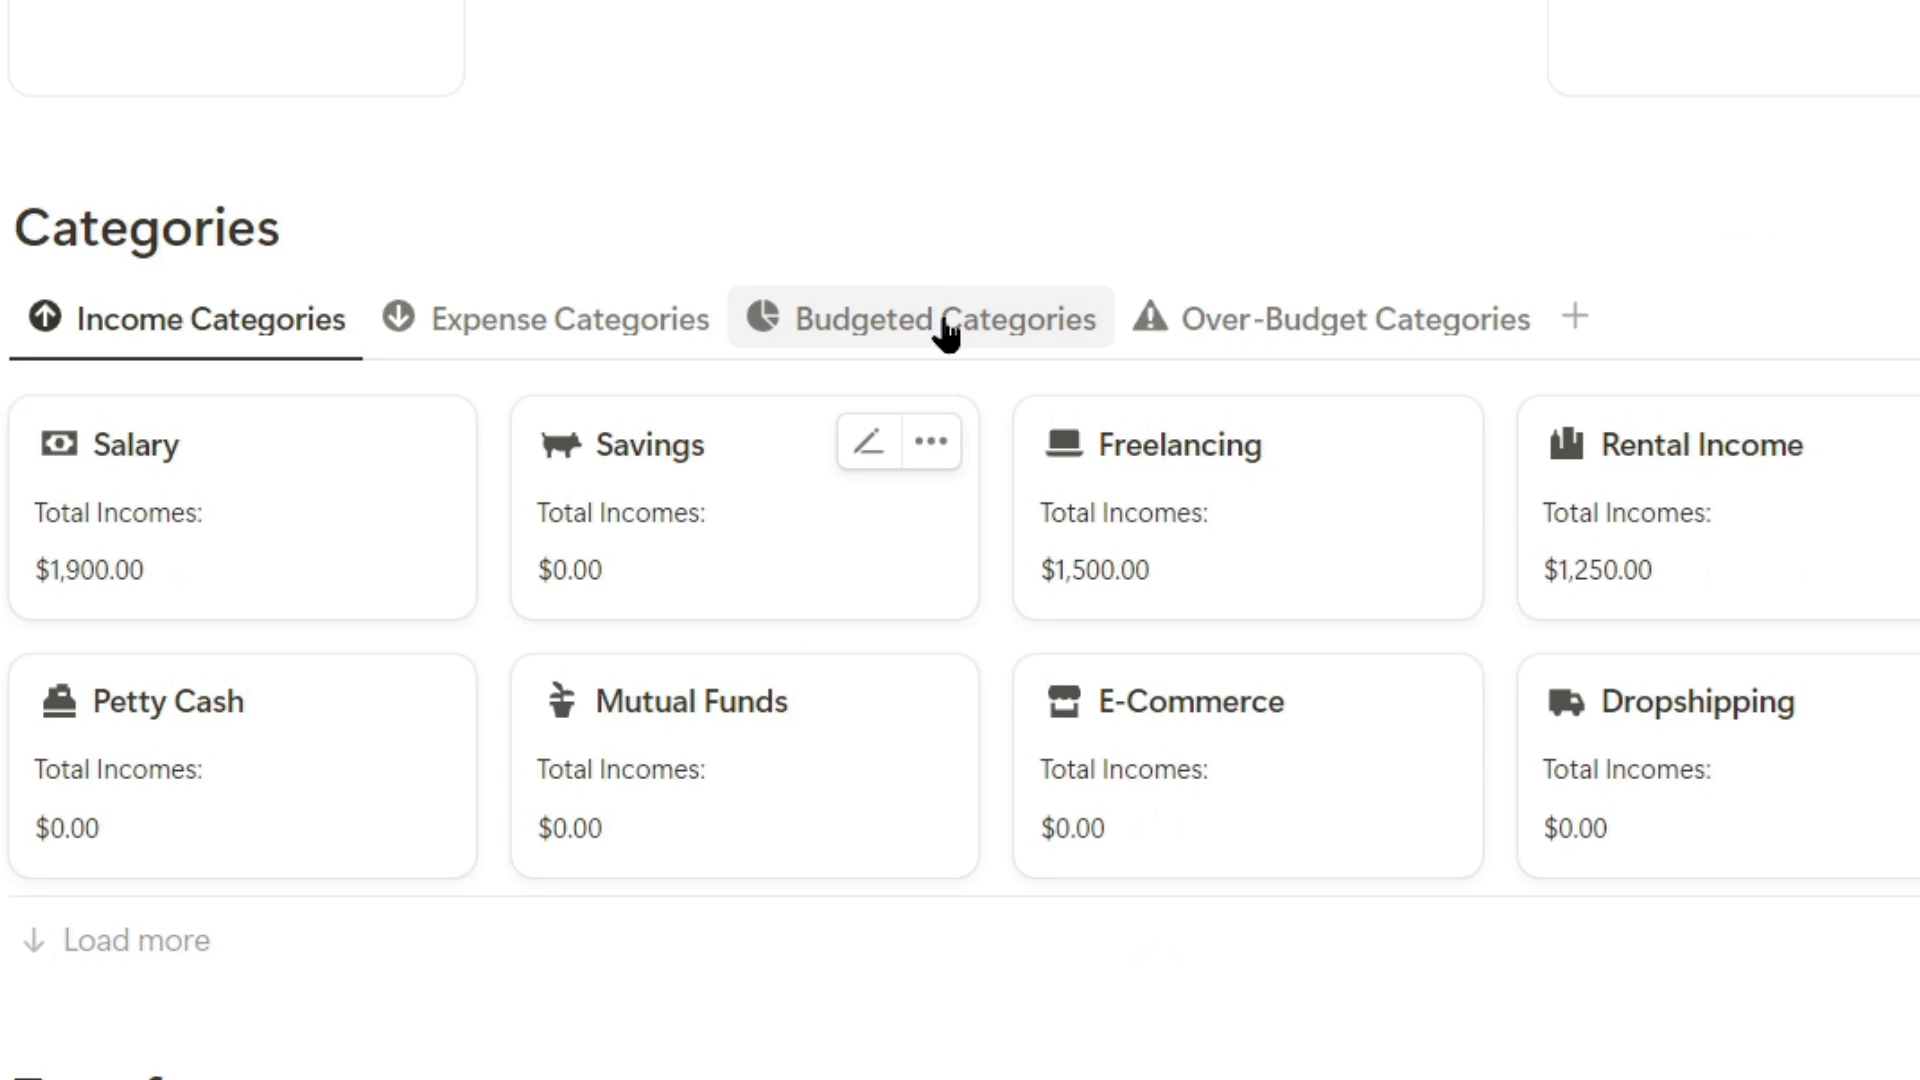 Categories
Income Categories Expense Categories Budgeted Categories Over-Budget Categories
Salary Savings Freelancing Rental Income
Total Incomes: Total Incomes: Total Incomes: Total Incomes:
$1,900.00 $0.00 $1,500.00 $1,250.00
Petty Cash Mutual Funds E-Commerce Dropshipping
Total Incomes: Total Incomes: Total Incomes: Total Incomes:
$0.00 $0.00 $0.00 $0.00
Load more